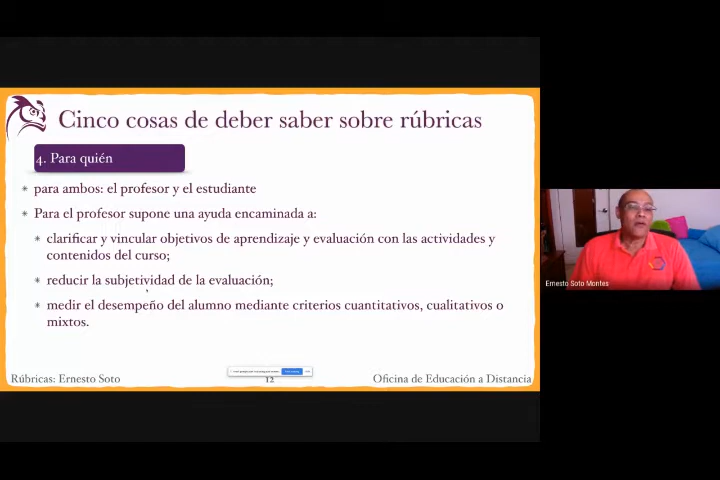 Cinco cosas de deber saber sobre rúbricas
4. Para quién
para ambos: el profesor y el estudiante
Para el profesor supone una ayuda encaminada a:
clarificar y vincular objetivos de aprendizaje y evaluación con las actividades y
contenidos del curso;
reducir la subjetividad de la evaluación;
medir el desempeño del alumno mediante criterios cuantitativos, cualitativos o
mixtos.
Rúbricas: Ernesto Soto
12
Oficina de Educación a Distancia
Ernesto Soto Montes